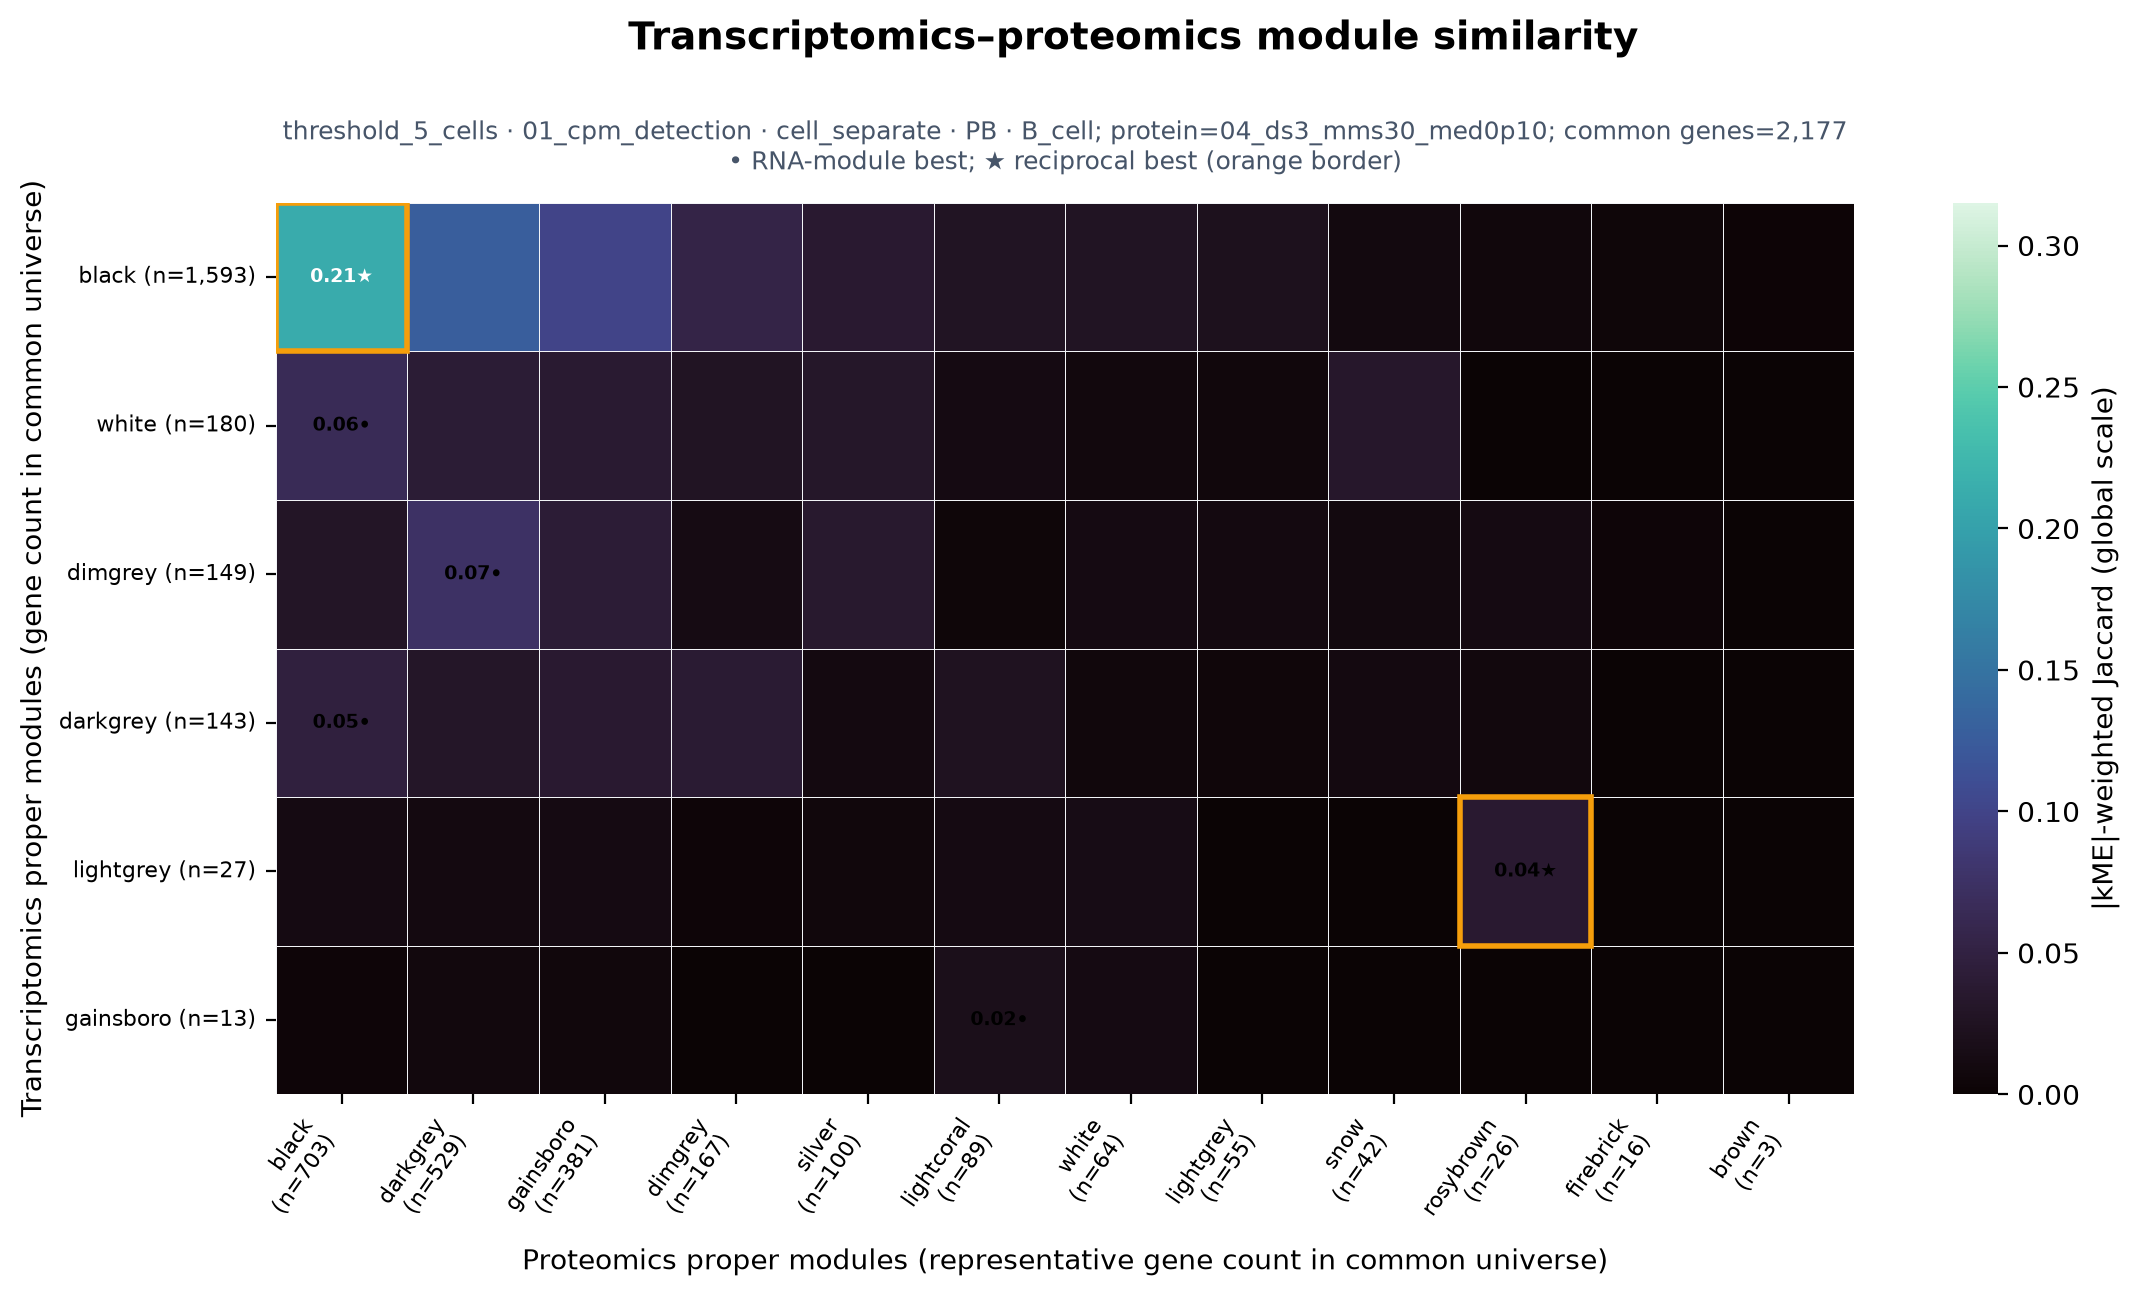 Transcriptomics–proteomics module similarity
threshold_5_cells · 01_cpm_detection · cell_separate · PB · B_cell; protein=04_ds3_mms30_med0p10; common genes=2,177
• RNA-module best; ★ reciprocal best (orange border)
Transcriptomics proper modules (gene count in common universe)
black (n=1,593)
white (n=180)
dimgrey (n=149)
darkgrey (n=143)
lightgrey (n=27)
gainsboro (n=13)
0.21★
0.06•
0.07•
0.05•
0.04★
0.02•
black
(n=703)
darkgrey
(n=529)
gainsboro
(n=381)
dimgrey
(n=167)
silver
(n=100)
lightcoral
(n=89)
white
(n=64)
lightgrey
(n=55)
snow
(n=42)
rosybrown
(n=26)
firebrick
(n=16)
brown
(n=3)
Proteomics proper modules (representative gene count in common universe)
0.30
0.25
0.20
0.15
0.10
0.05
0.00
|kME|-weighted Jaccard (global scale)